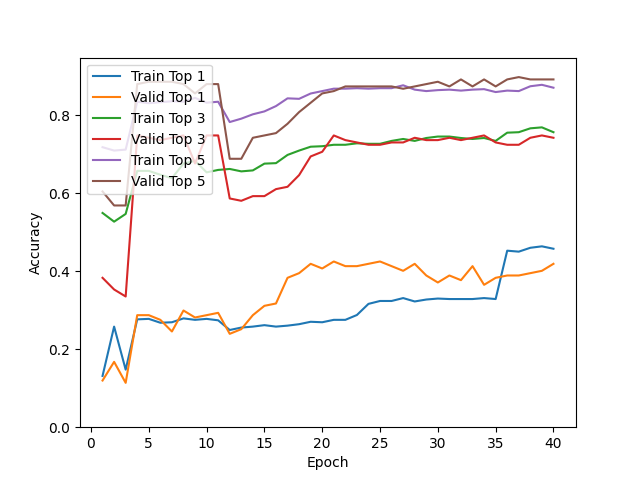 Train Top 1
Valid Top 1
Train Top 3
Valid Top 3
Train Top 5
Valid Top 5
Accuracy
0.8
0.6
0.4
0.2
0.0
0 5 10 15 20 25 30 35 40
Epoch